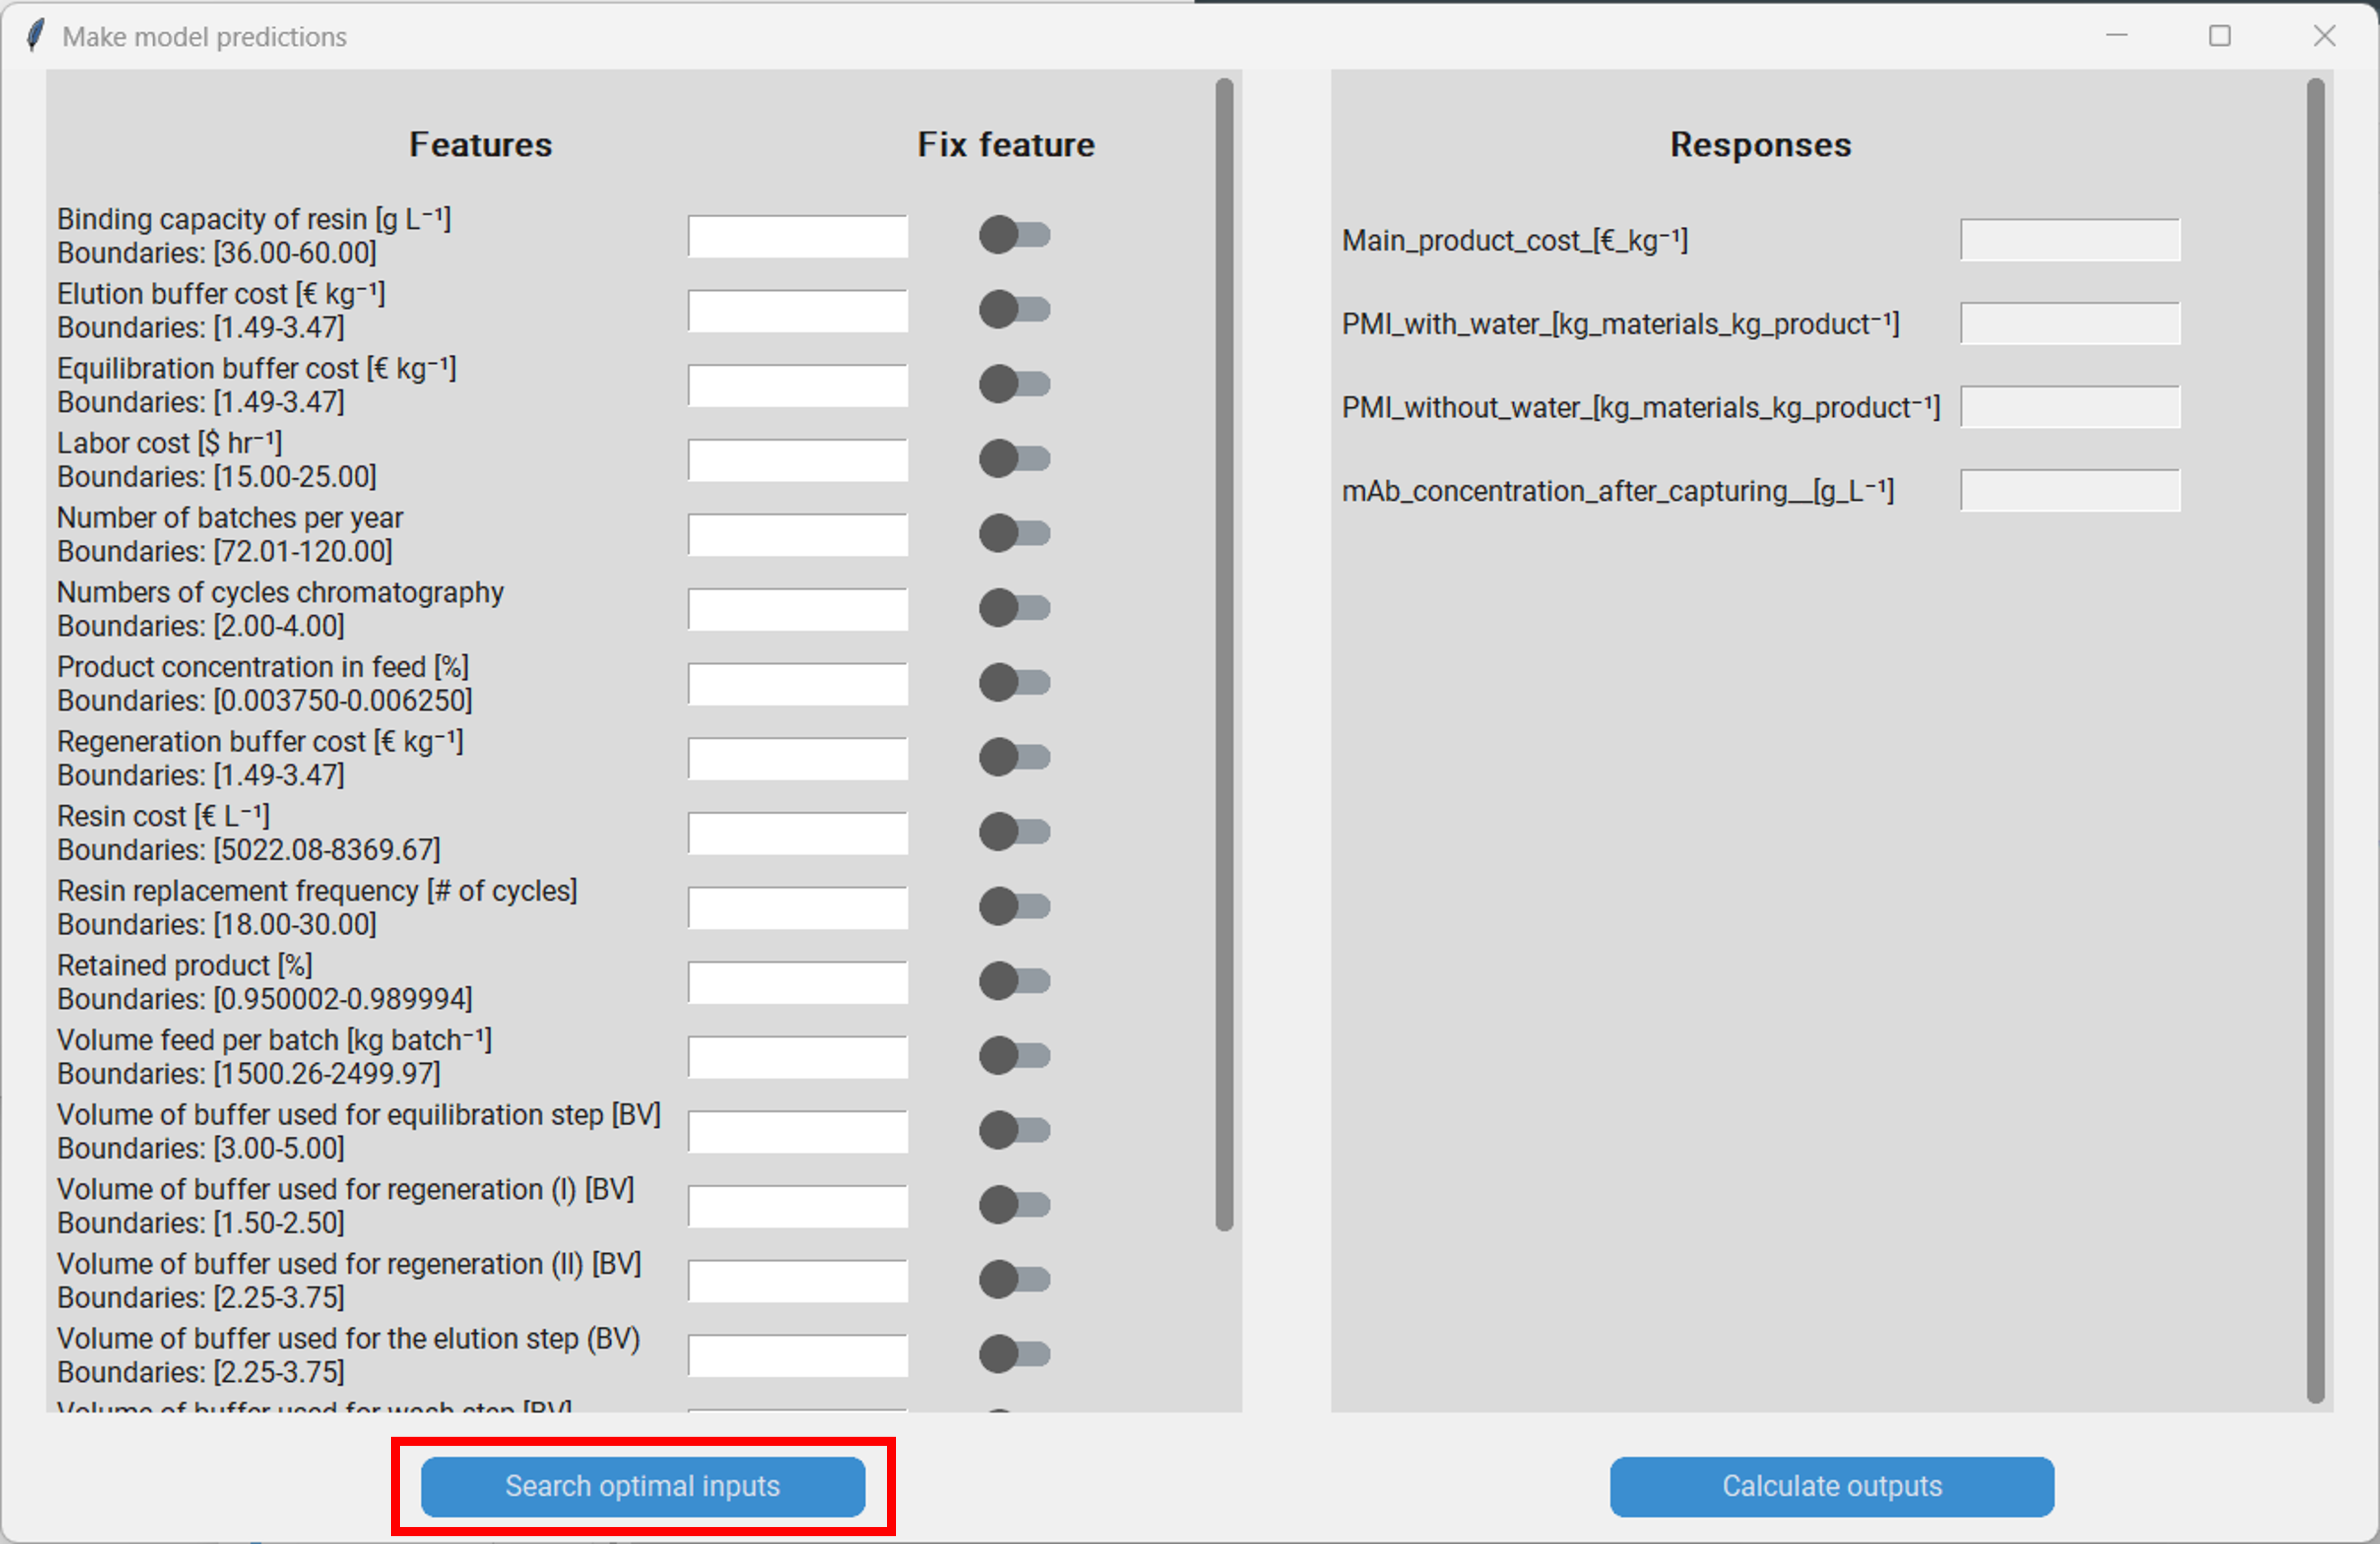 Make model predictions
Features
Fix feature
Binding capacity of resin [g L⁻¹]
Boundaries: [36.00-60.00]
Elution buffer cost [€ kg⁻¹]
Boundaries: [1.49-3.47]
Equilibration buffer cost [€ kg⁻¹]
Boundaries: [1.49-3.47]
Labor cost [$ hr⁻¹]
Boundaries: [15.00-25.00]
Number of batches per year
Boundaries: [72.01-120.00]
Numbers of cycles chromatography
Boundaries: [2.00-4.00]
Product concentration in feed [%]
Boundaries: [0.003750-0.006250]
Regeneration buffer cost [€ kg⁻¹]
Boundaries: [1.49-3.47]
Resin cost [€ L⁻¹]
Boundaries: [5022.08-8369.67]
Resin replacement frequency [# of cycles]
Boundaries: [18.00-30.00]
Retained product [%]
Boundaries: [0.950002-0.989994]
Volume feed per batch [kg batch⁻¹]
Boundaries: [1500.26-2499.97]
Volume of buffer used for equilibration step [BV]
Boundaries: [3.00-5.00]
Volume of buffer used for regeneration (I) [BV]
Boundaries: [1.50-2.50]
Volume of buffer used for regeneration (II) [BV]
Boundaries: [2.25-3.75]
Volume of buffer used for the elution step (BV)
Boundaries: [2.25-3.75]
Volume of buffer used for wash step [BV]
Search optimal inputs
Responses
Main_product_cost_[€_kg⁻¹]
PMI_with_water_[kg_materials_kg_product⁻¹]
PMI_without_water_[kg_materials_kg_product⁻¹]
mAb_concentration_after_capturing__[g_L⁻¹]
Calculate outputs